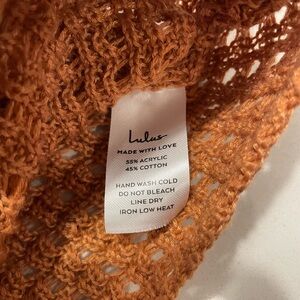 Lulus
MADE WITH LOVE
55% ACRYLIC
45% COTTON
HAND WASH COLD
DO NOT BLEACH
LINE DRY
IRON LOW HEAT